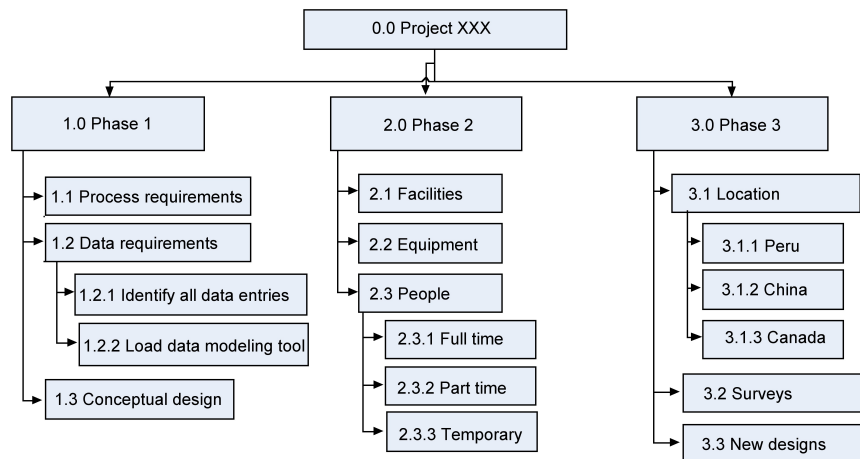 0.0 Project XXX
1.0 Phase 1
1.1 Process requirements
1.2 Data requirements
1.2.1 Identify all data entries
1.2.2 Load data modeling tool
1.3 Conceptual design
2.0 Phase 2
2.1 Facilities
2.2 Equipment
2.3 People
2.3.1 Full time
2.3.2 Part time
2.3.3 Temporary
3.0 Phase 3
3.1 Location
3.1.1 Peru
3.1.2 China
3.1.3 Canada
3.2 Surveys
3.3 New designs